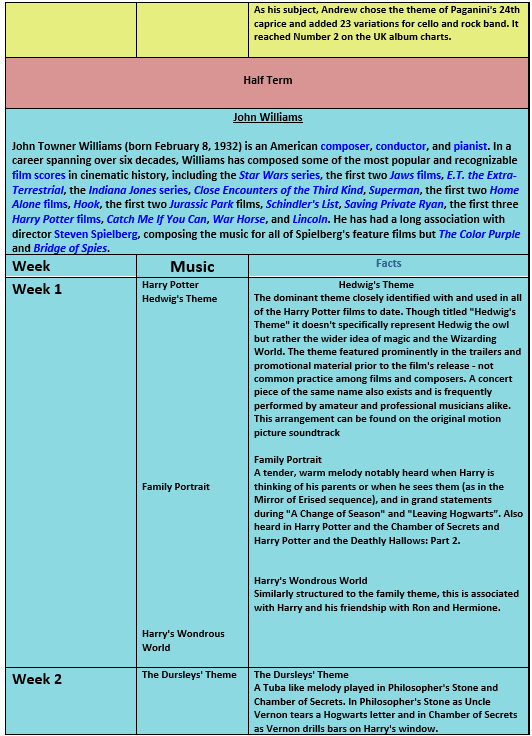 As his subject, Andrew chose the theme of Paganini's 24th
caprice and added 23 variations for cello and rock band. It
reached Number 2 on the UK album charts.
Half Term
John Williams
John Towner Williams (born February 8, 1932) is an American composer, conductor, and pianist. In a
career spanning over six decades, Williams has composed some of the most popular and recognizable
film scores in cinematic history, including the Star Wars series, the first two Jaws films, E.T. the Extra-
Terrestrial, the Indiana Jones series, Close Encounters of the Third Kind, Superman, the first two Home
Alone films, Hook, the first two Jurassic Park films, Schindler's List, Saving Private Ryan, the first three
Harry Potter films, Catch Me If You Can, War Horse, and Lincoln. He has had a long association with
director Steven Spielberg, composing the music for all of Spielberg's feature films but The Color Purple
and Bridge of Spies.
Week Music Facts
Week 1
Harry Potter
Hedwig's Theme
Hedwig's Theme
The dominant theme closely identified with and used in all
of the Harry Potter films to date. Though titled "Hedwig's
Theme" it doesn't specifically represent Hedwig the owl
but rather the wider idea of magic and the Wizarding
World. The theme featured prominently in the trailers and
promotional material prior to the film's release - not
common practice among films and composers. A concert
piece of the same name also exists and is frequently
performed by amateur and professional musicians alike.
This arrangement can be found on the original motion
picture soundtrack
Family Portrait
Family Portrait
A tender, warm melody notably heard when Harry is
thinking of his parents or when he sees them (as in the
Mirror of Erised sequence), and in grand statements
during "A Change of Season" and "Leaving Hogwarts". Also
heard in Harry Potter and the Chamber of Secrets and
Harry Potter and the Deathly Hallows: Part 2.
Harry's Wondrous World
Similarly structured to the family theme, this is associated
with Harry and his friendship with Ron and Hermione.
Harry's Wondrous
World
Week 2
The Dursleys' Theme
The Dursleys' Theme
A Tuba like melody played in Philosopher's Stone and
Chamber of Secrets. In Philosopher's Stone as Uncle
Vernon tears a Hogwarts letter and in Chamber of Secrets
as Vernon drills bars on Harry's window.